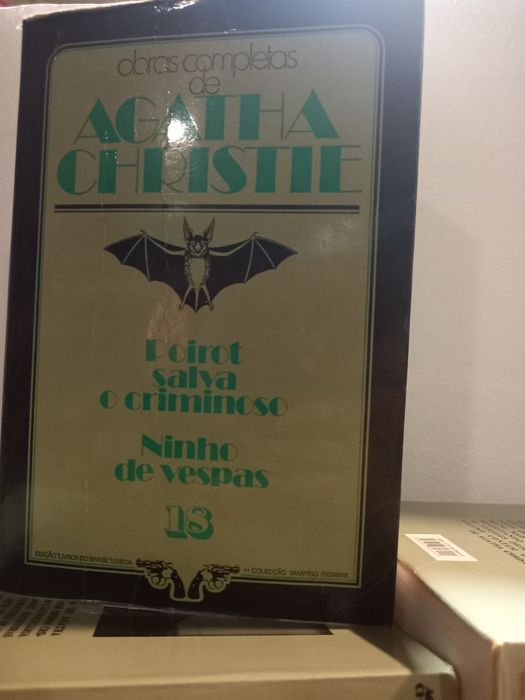 obras completas
de
AGATHA
CHRISTIE
Poirot
salva
o criminoso
Ninho
de vespas
18
EDIÇÃO "LIVROS DO BRASIL" LISBOA
** COLECÇÃO VAMPIRO GIGANTE